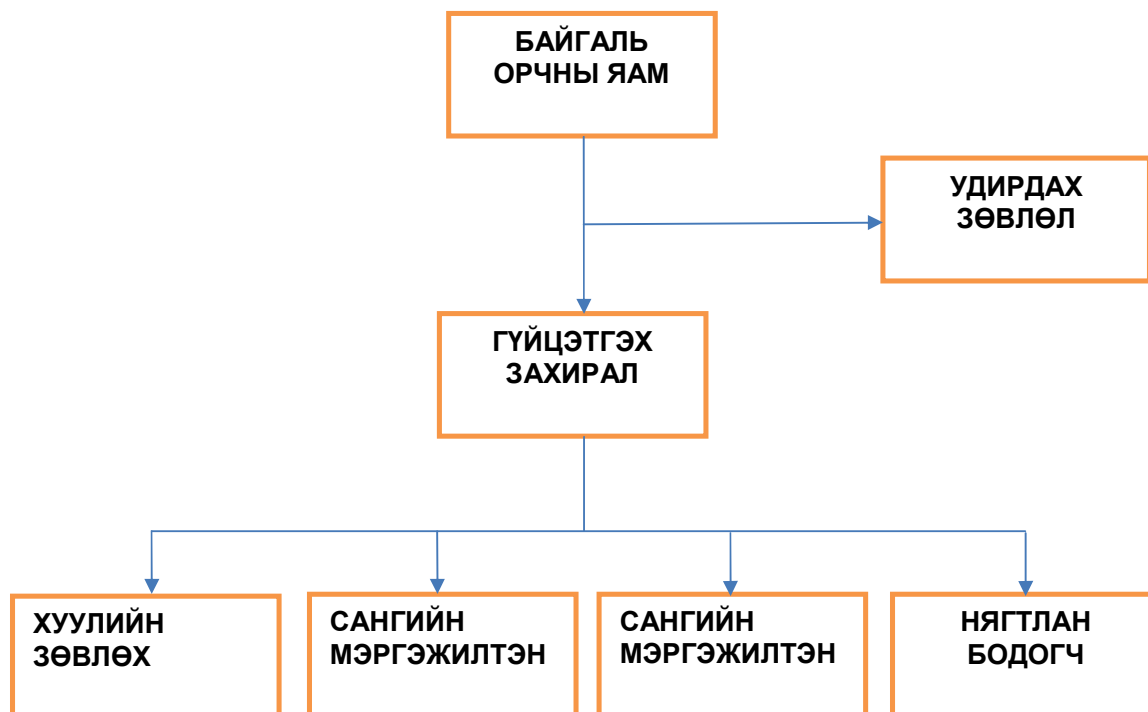 БАЙГАЛЬ
ОРЧНЫ ЯАМ
УДИРДАХ
ЗӨВЛӨЛ
ГҮЙЦЭТГЭХ
ЗАХИРАЛ
ХУУЛИЙН
ЗӨВЛӨХ
САНГИЙН
МЭРГЭЖИЛТЭН
САНГИЙН
МЭРГЭЖИЛТЭН
НЯГТЛАН
БОДОГЧ